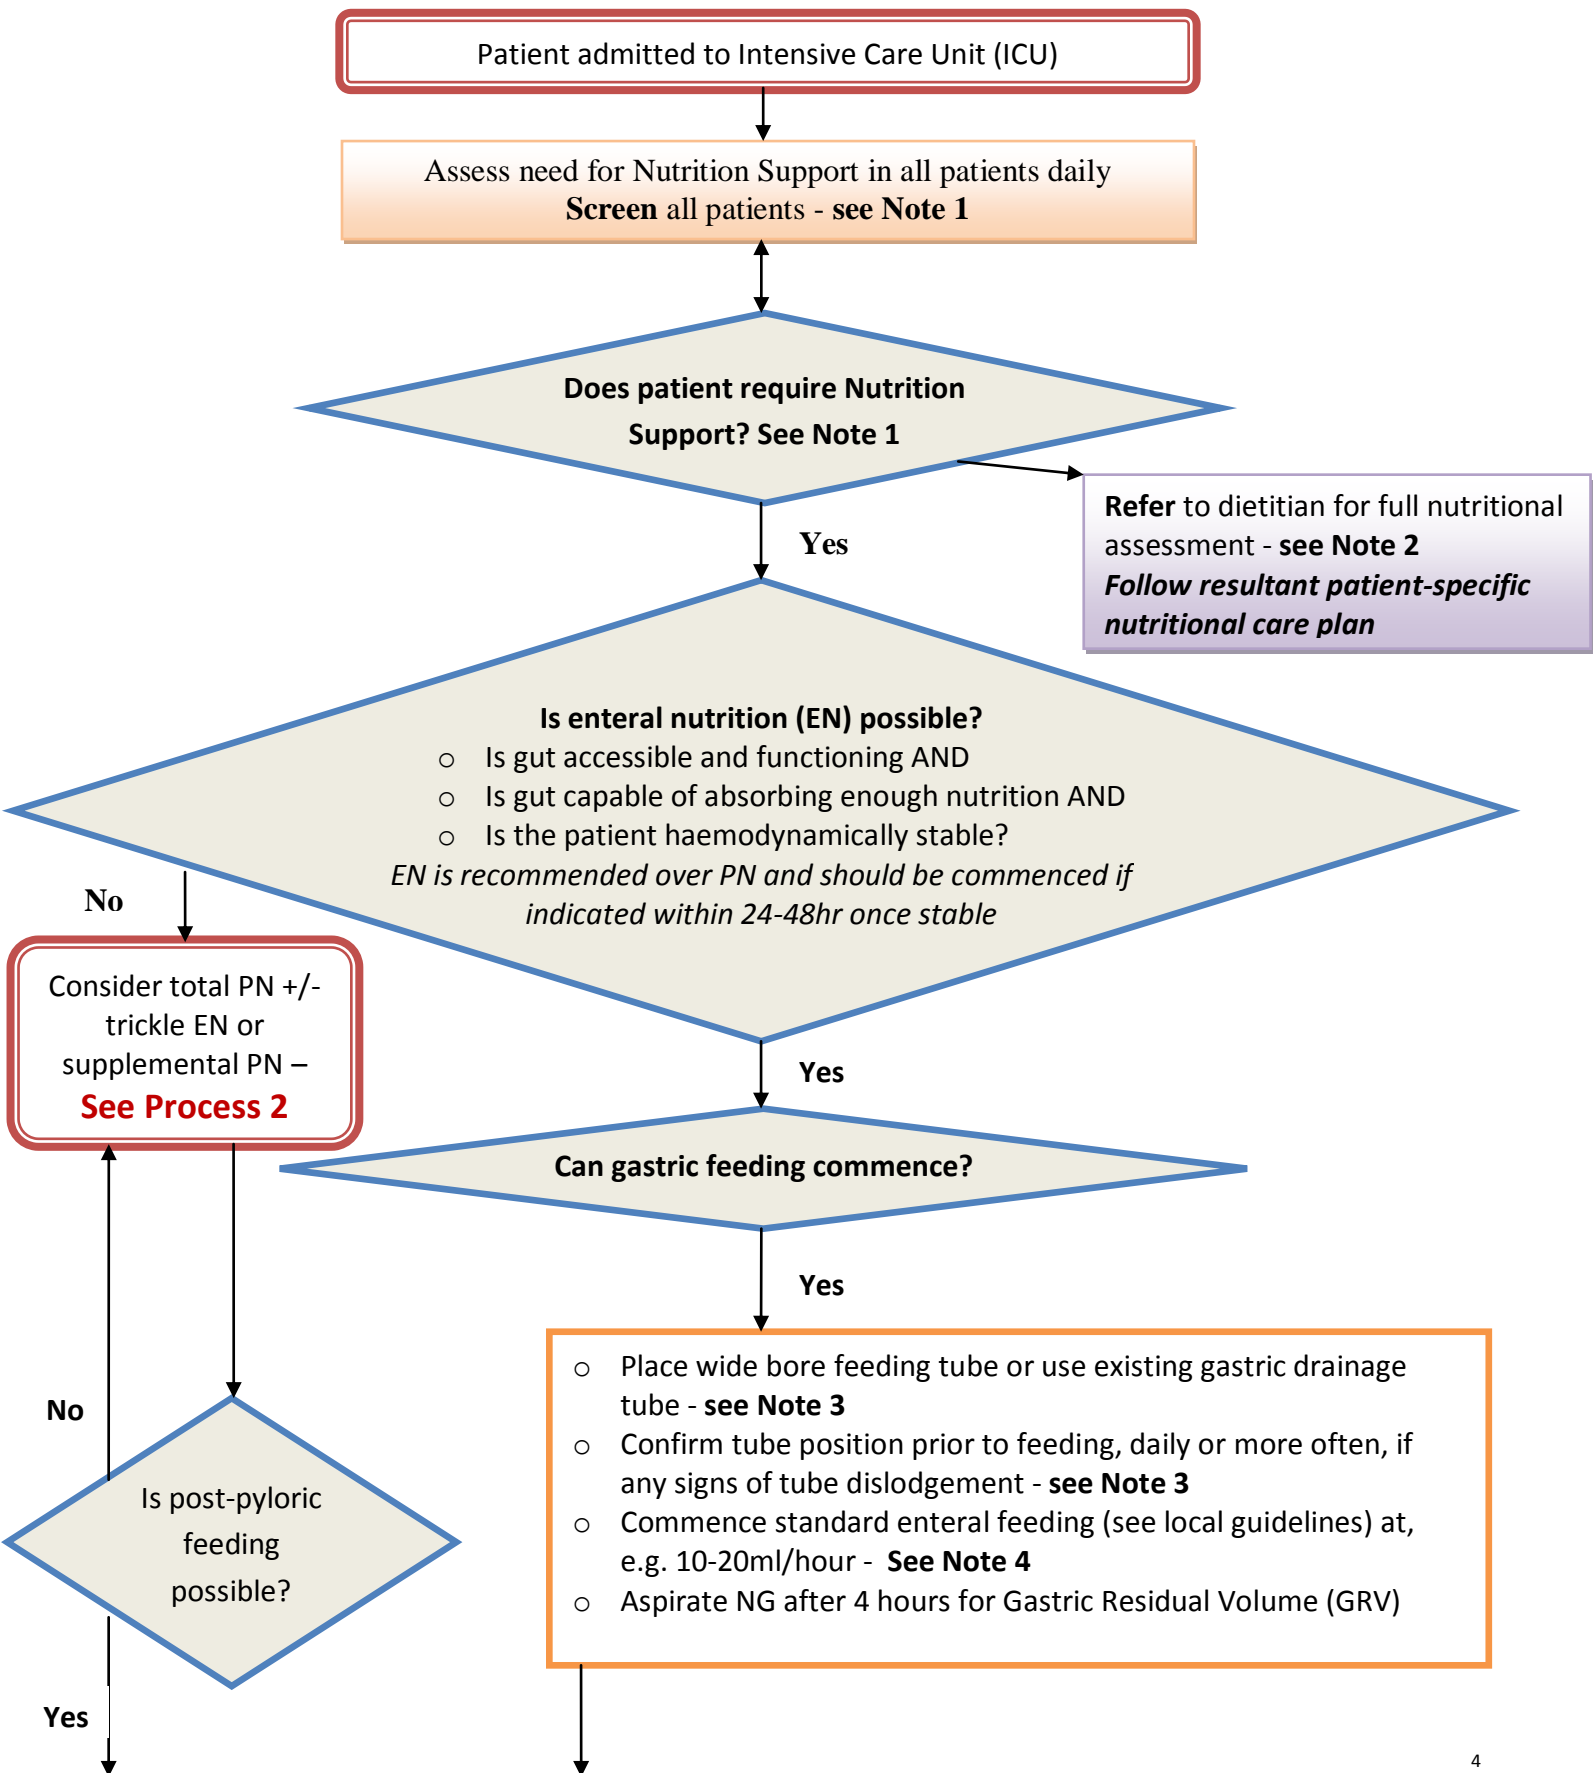 Patient admitted to Intensive Care Unit (ICU)
Assess need for Nutrition Support in all patients daily
Screen all patients - see Note 1
Does patient require Nutrition
Support? See Note 1
Refer to dietitian for full nutritional
assessment - see Note 2
Follow resultant patient-specific
nutritional care plan
Yes
Is enteral nutrition (EN) possible?
o Is gut accessible and functioning AND
o Is gut capable of absorbing enough nutrition AND
o Is the patient haemodynamically stable?
EN is recommended over PN and should be commenced if
indicated within 24-48hr once stable
No
Consider total PN +/-
trickle EN or
supplemental PN –
See Process 2
Yes
Can gastric feeding commence?
Yes
o Place wide bore feeding tube or use existing gastric drainage
tube - see Note 3
o Confirm tube position prior to feeding, daily or more often, if
any signs of tube dislodgement - see Note 3
o Commence standard enteral feeding (see local guidelines) at,
e.g. 10-20ml/hour - See Note 4
o Aspirate NG after 4 hours for Gastric Residual Volume (GRV)
No
Is post-pyloric
feeding
possible?
Yes
4